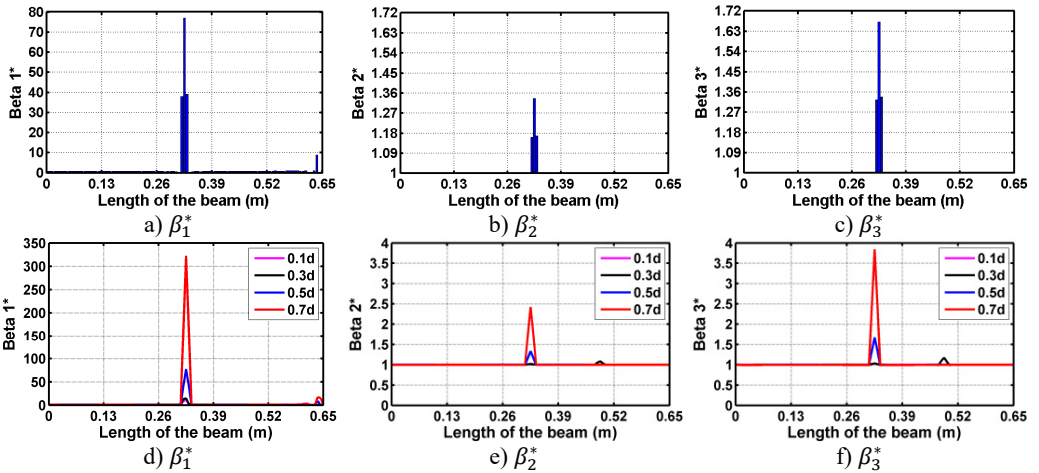 80
70
60
50
40
30
20
10
0
Beta 1*
0 0.13 0.26 0.39 0.52 0.65
Length of the beam (m)
a) β₁*
1.72
1.63
1.54
1.45
1.36
1.27
1.18
1.09
1
Beta 2*
0 0.13 0.26 0.39 0.52 0.65
Length of the beam (m)
b) β₂*
1.72
1.63
1.54
1.45
1.36
1.27
1.18
1.09
1
Beta 3*
0 0.13 0.26 0.39 0.52 0.65
Length of the beam (m)
c) β₃*
350
300
250
200
150
100
50
0
Beta 1*
0.1d
0.3d
0.5d
0.7d
0 0.13 0.26 0.39 0.52 0.65
Length of the beam (m)
d) β₁*
4
3.5
3
2.5
2
1.5
1
0.5
0
Beta 2*
0.1d
0.3d
0.5d
0.7d
0 0.13 0.26 0.39 0.52 0.65
Length of the beam (m)
e) β₂*
4
3.5
3
2.5
2
1.5
1
0.5
0
Beta 3*
0.1d
0.3d
0.5d
0.7d
0 0.13 0.26 0.39 0.52 0.65
Length of the beam (m)
f) β₃*